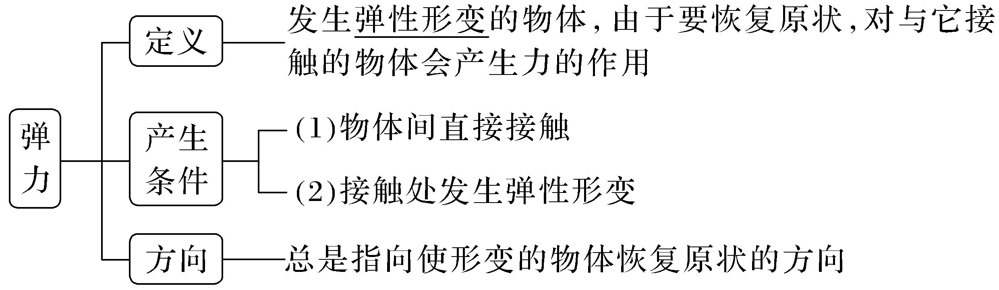 弹力
定义
发生弹性形变的物体,由于要恢复原状,对与它接
触的物体会产生力的作用
产生
条件
(1)物体间直接接触
(2)接触处发生弹性形变
方向
总是指向使形变的物体恢复原状的方向